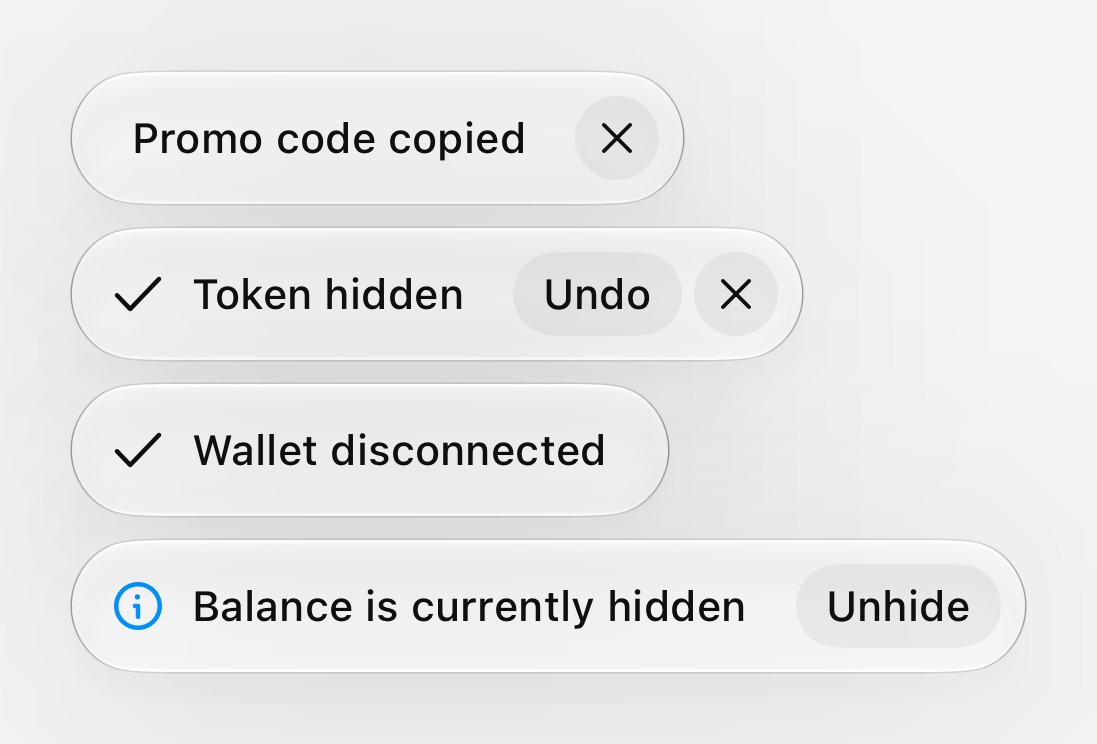 Promo code copied
Token hidden Undo
Wallet disconnected
Balance is currently hidden Unhide